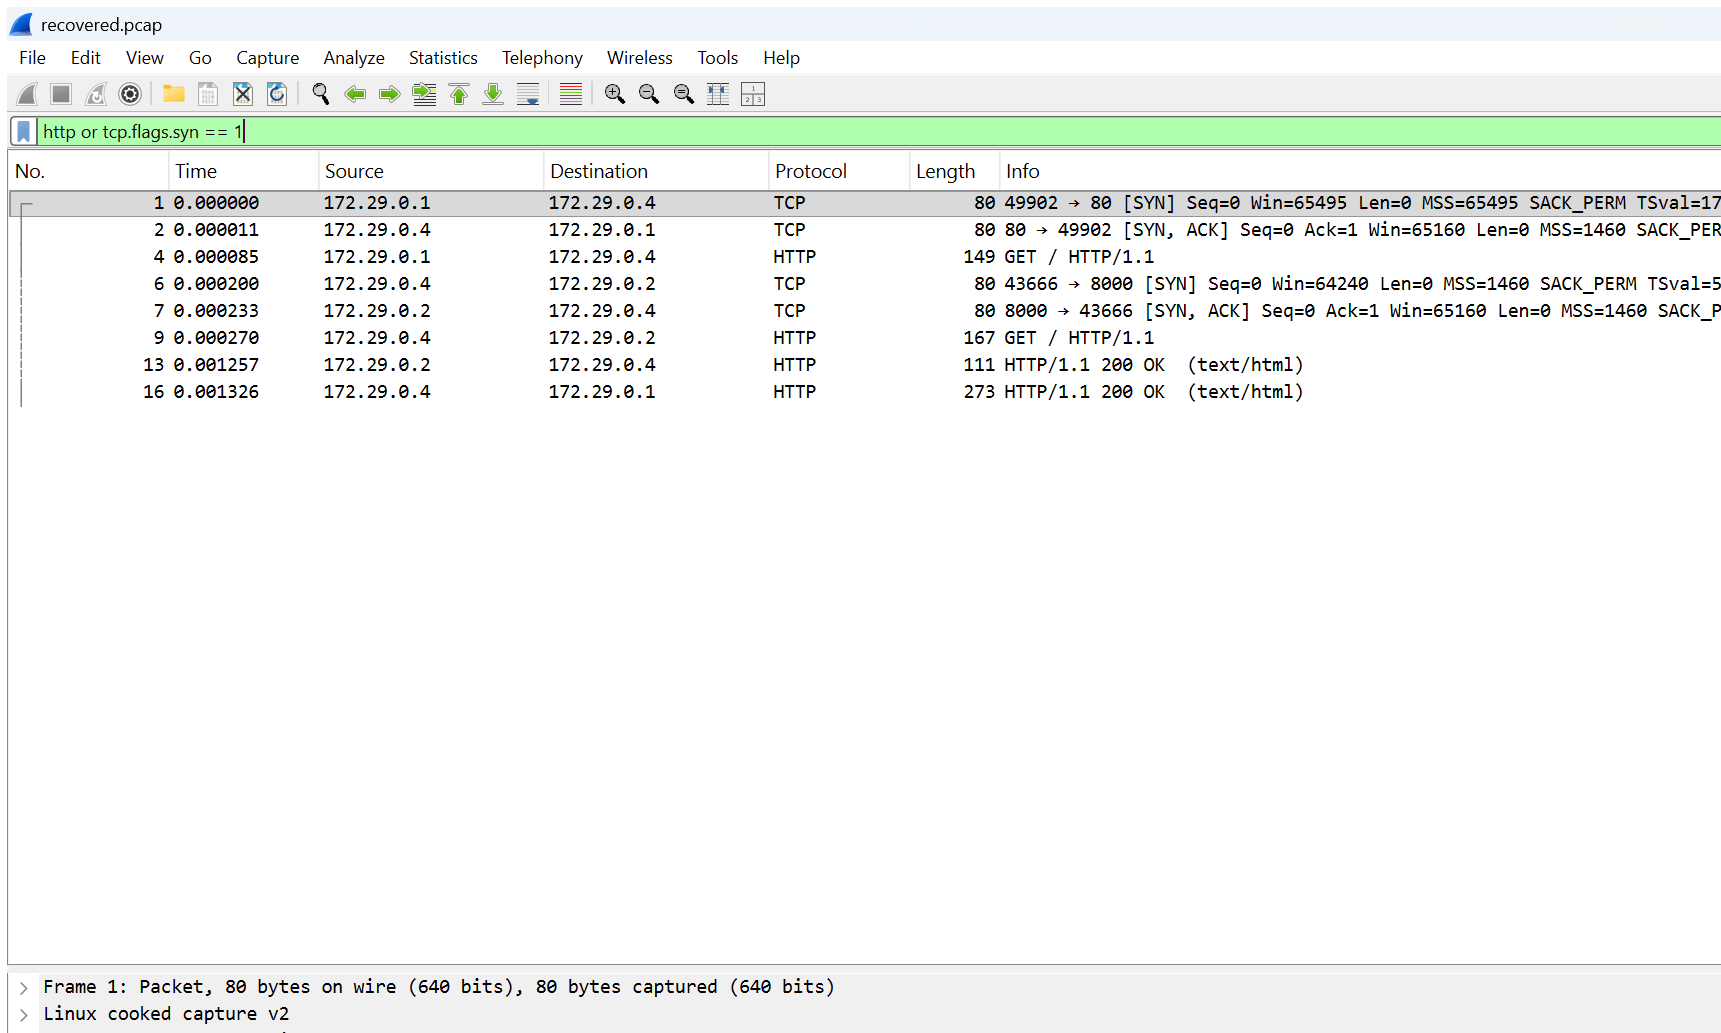 recovered.pcap
File Edit View Go Capture Analyze Statistics Telephony Wireless Tools Help
http or tcp.flags.syn == 1
No. Time Source Destination Protocol Length Info
1 0.000000 172.29.0.1 172.29.0.4 TCP 80 49902 → 80 [SYN] Seq=0 Win=65495 Len=0 MSS=65495 SACK_PERM TSval=17
2 0.000011 172.29.0.4 172.29.0.1 TCP 80 80 → 49902 [SYN, ACK] Seq=0 Ack=1 Win=65160 Len=0 MSS=1460 SACK_PER
4 0.000085 172.29.0.1 172.29.0.4 HTTP 149 GET / HTTP/1.1
6 0.000200 172.29.0.4 172.29.0.2 TCP 80 43666 → 8000 [SYN] Seq=0 Win=64240 Len=0 MSS=1460 SACK_PERM TSval=5
7 0.000233 172.29.0.2 172.29.0.4 TCP 80 8000 → 43666 [SYN, ACK] Seq=0 Ack=1 Win=65160 Len=0 MSS=1460 SACK_P
9 0.000270 172.29.0.4 172.29.0.2 HTTP 167 GET / HTTP/1.1
13 0.001257 172.29.0.2 172.29.0.4 HTTP 111 HTTP/1.1 200 OK (text/html)
16 0.001326 172.29.0.4 172.29.0.1 HTTP 273 HTTP/1.1 200 OK (text/html)
Frame 1: Packet, 80 bytes on wire (640 bits), 80 bytes captured (640 bits)
Linux cooked capture v2